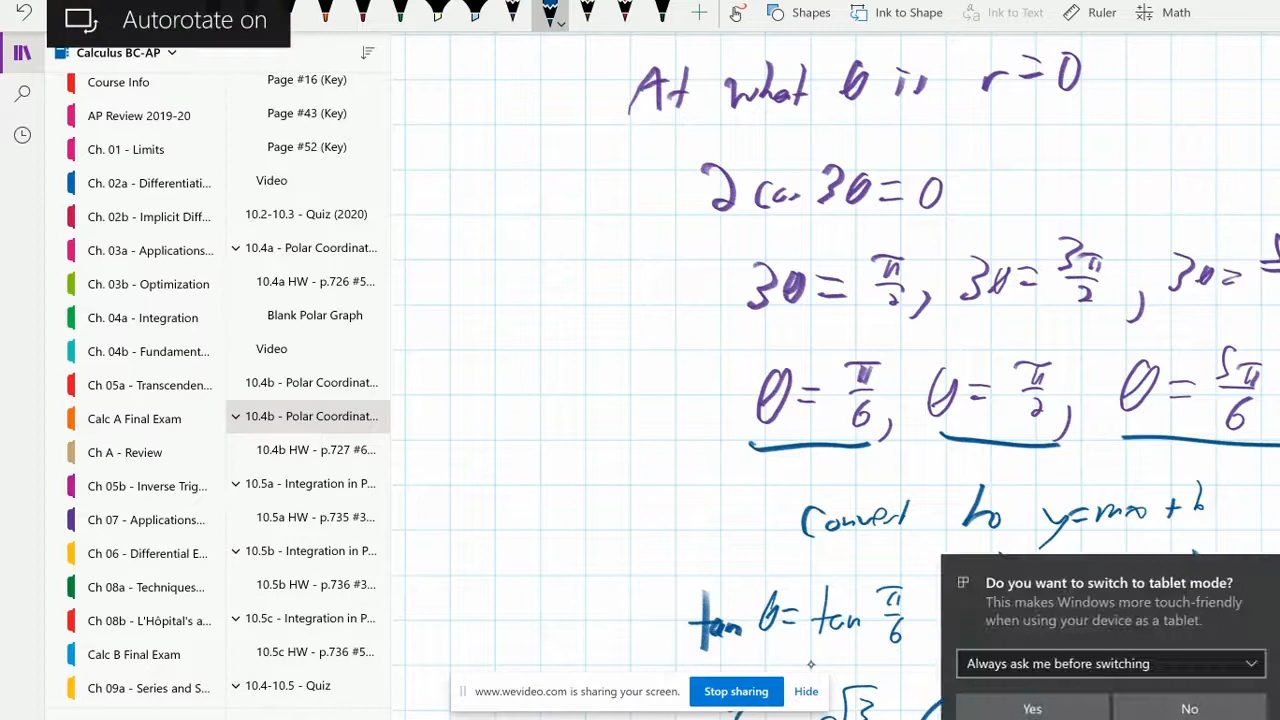 Autorotate on
Shapes
Ink to Shape
Ink to Text
Ruler
Math
Calculus BC-AP
Course Info
AP Review 2019-20
Ch. 01 - Limits
Ch. 02a - Differentiati...
Ch. 02b - Implicit Diff...
Ch. 03a - Applications...
Ch. 03b - Optimization
Ch. 04a - Integration
Ch. 04b - Fundament...
Ch. 05a - Transcenden...
Calc A Final Exam
Ch A - Review
Ch 05b - Inverse Trig...
Ch 07 - Applications...
Ch 06 - Differential E...
Ch 08a - Techniques...
Ch 08b - L'Hôpital's a...
Calc B Final Exam
Ch 09a - Series and S...
Page #16 (Key)
Page #43 (Key)
Page #52 (Key)
Video
10.2-10.3 - Quiz (2020)
10.4a - Polar Coordinat...
10.4a HW - p.726 #5...
Blank Polar Graph
Video
10.4b - Polar Coordinat...
10.4b - Polar Coordinat...
10.4b HW - p.727 #6...
10.5a - Integration in P...
10.5a HW - p.735 #3...
10.5b - Integration in P...
10.5b HW - p.736 #3...
10.5c - Integration in P...
10.5c HW - p.736 #5...
10.4-10.5 - Quiz
At what θ is r=0
2 cos 3θ = 0
3θ = π/2, 3θ = 3π/2, 3θ =
θ = π/6, θ = π/2, θ = 5π/6
Convert to y=mx+b
tan θ = tan π/6
√3
Do you want to switch to tablet mode?
This makes Windows more touch-friendly
when using your device as a tablet.
Always ask me before switching
Yes
No
www.wevideo.com is sharing your screen.
Stop sharing
Hide